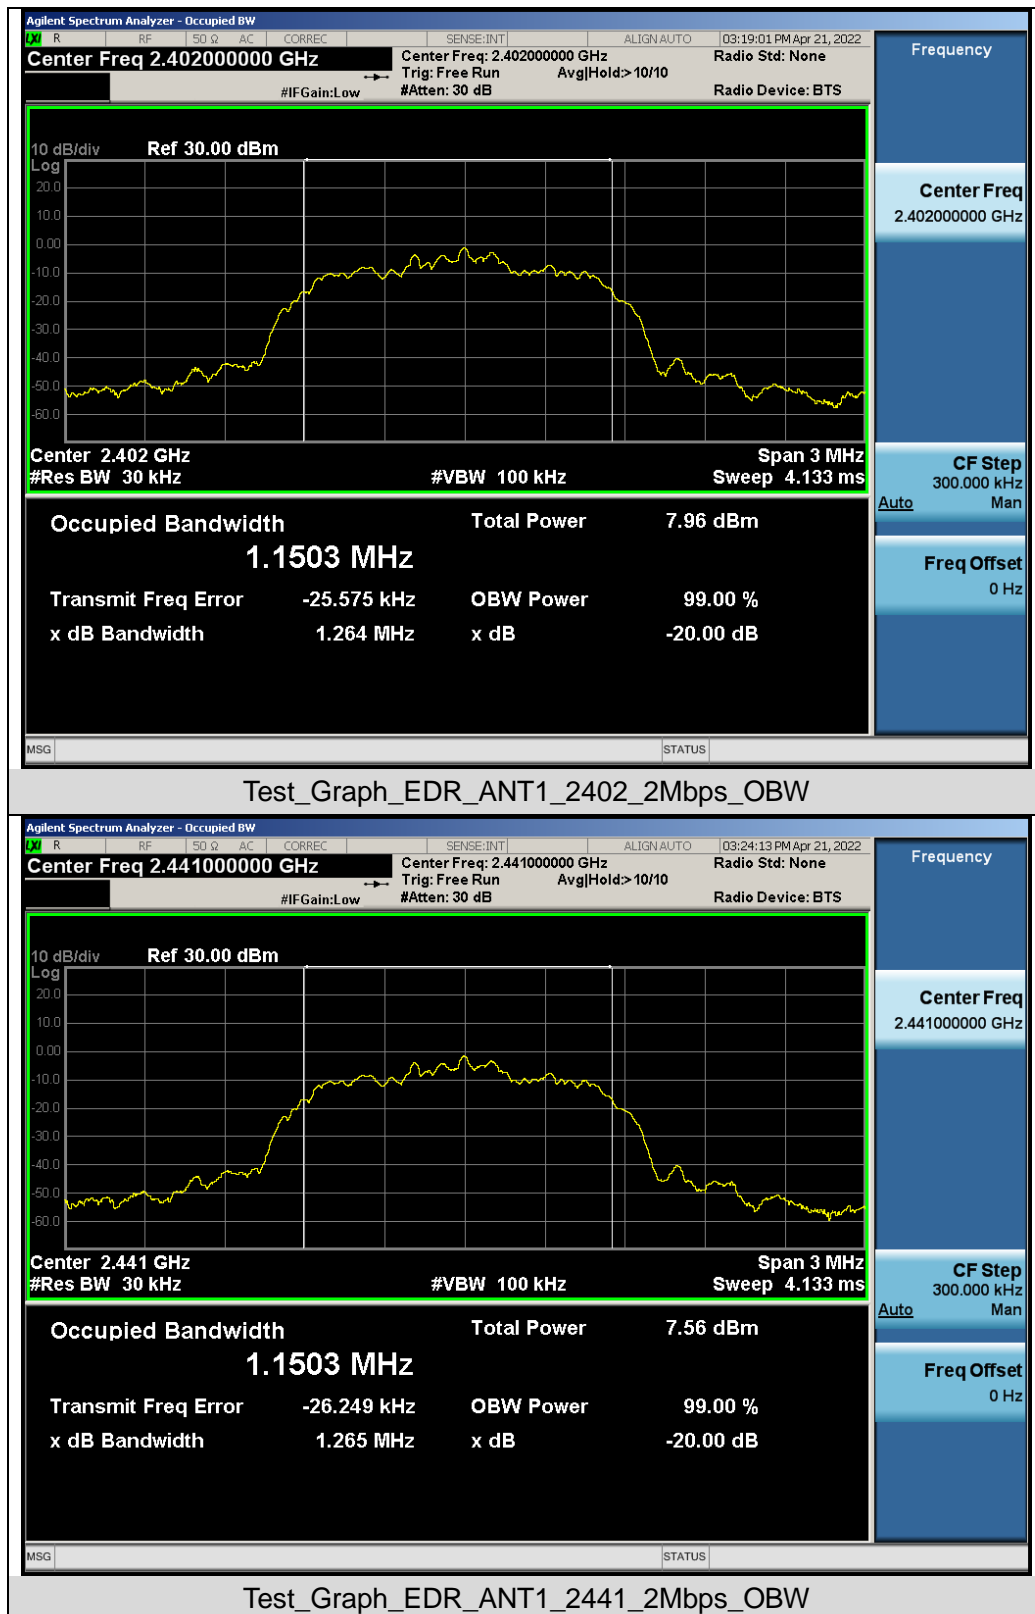 Agilent Spectrum Analyzer - Occupied BW
LXI R RF 50 Ω AC CORREC SENSE:INT ALIGN AUTO 03:19:01 PM Apr 21, 2022
Center Freq 2.402000000 GHz Center Freq: 2.402000000 GHz Radio Std: None
Trig: Free Run Avg|Hold:>10/10
#IFGain:Low #Atten: 30 dB Radio Device: BTS
Frequency
10 dB/div Ref 30.00 dBm
Log
20.0
10.0
0.00
-10.0
-20.0
-30.0
-40.0
-50.0
-60.0
Center 2.402 GHz Span 3 MHz
#Res BW 30 kHz #VBW 100 kHz Sweep 4.133 ms
Center Freq
2.402000000 GHz
CF Step
300.000 kHz
Auto Man
Freq Offset
0 Hz
Occupied Bandwidth Total Power 7.96 dBm
1.1503 MHz
Transmit Freq Error -25.575 kHz OBW Power 99.00 %
x dB Bandwidth 1.264 MHz x dB -20.00 dB
MSG STATUS
Test_Graph_EDR_ANT1_2402_2Mbps_OBW
Agilent Spectrum Analyzer - Occupied BW
LXI R RF 50 Ω AC CORREC SENSE:INT ALIGN AUTO 03:24:13 PM Apr 21, 2022
Center Freq 2.441000000 GHz Center Freq: 2.441000000 GHz Radio Std: None
Trig: Free Run Avg|Hold:>10/10
#IFGain:Low #Atten: 30 dB Radio Device: BTS
Frequency
10 dB/div Ref 30.00 dBm
Log
20.0
10.0
0.00
-10.0
-20.0
-30.0
-40.0
-50.0
-60.0
Center 2.441 GHz Span 3 MHz
#Res BW 30 kHz #VBW 100 kHz Sweep 4.133 ms
Center Freq
2.441000000 GHz
CF Step
300.000 kHz
Auto Man
Freq Offset
0 Hz
Occupied Bandwidth Total Power 7.56 dBm
1.1503 MHz
Transmit Freq Error -26.249 kHz OBW Power 99.00 %
x dB Bandwidth 1.265 MHz x dB -20.00 dB
MSG STATUS
Test_Graph_EDR_ANT1_2441_2Mbps_OBW